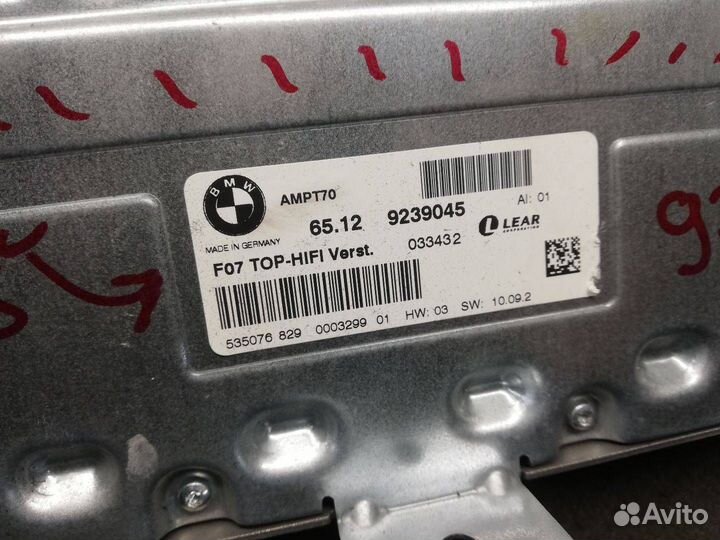 BMW
AMPT70
AI: 01
65.12 9239045
MADE IN GERMANY
033432
LEAR
CORPORATION
F07 TOP-HIFI Verst.
535076 829 0003299 01 HW: 03 SW: 10.09.2
Avito